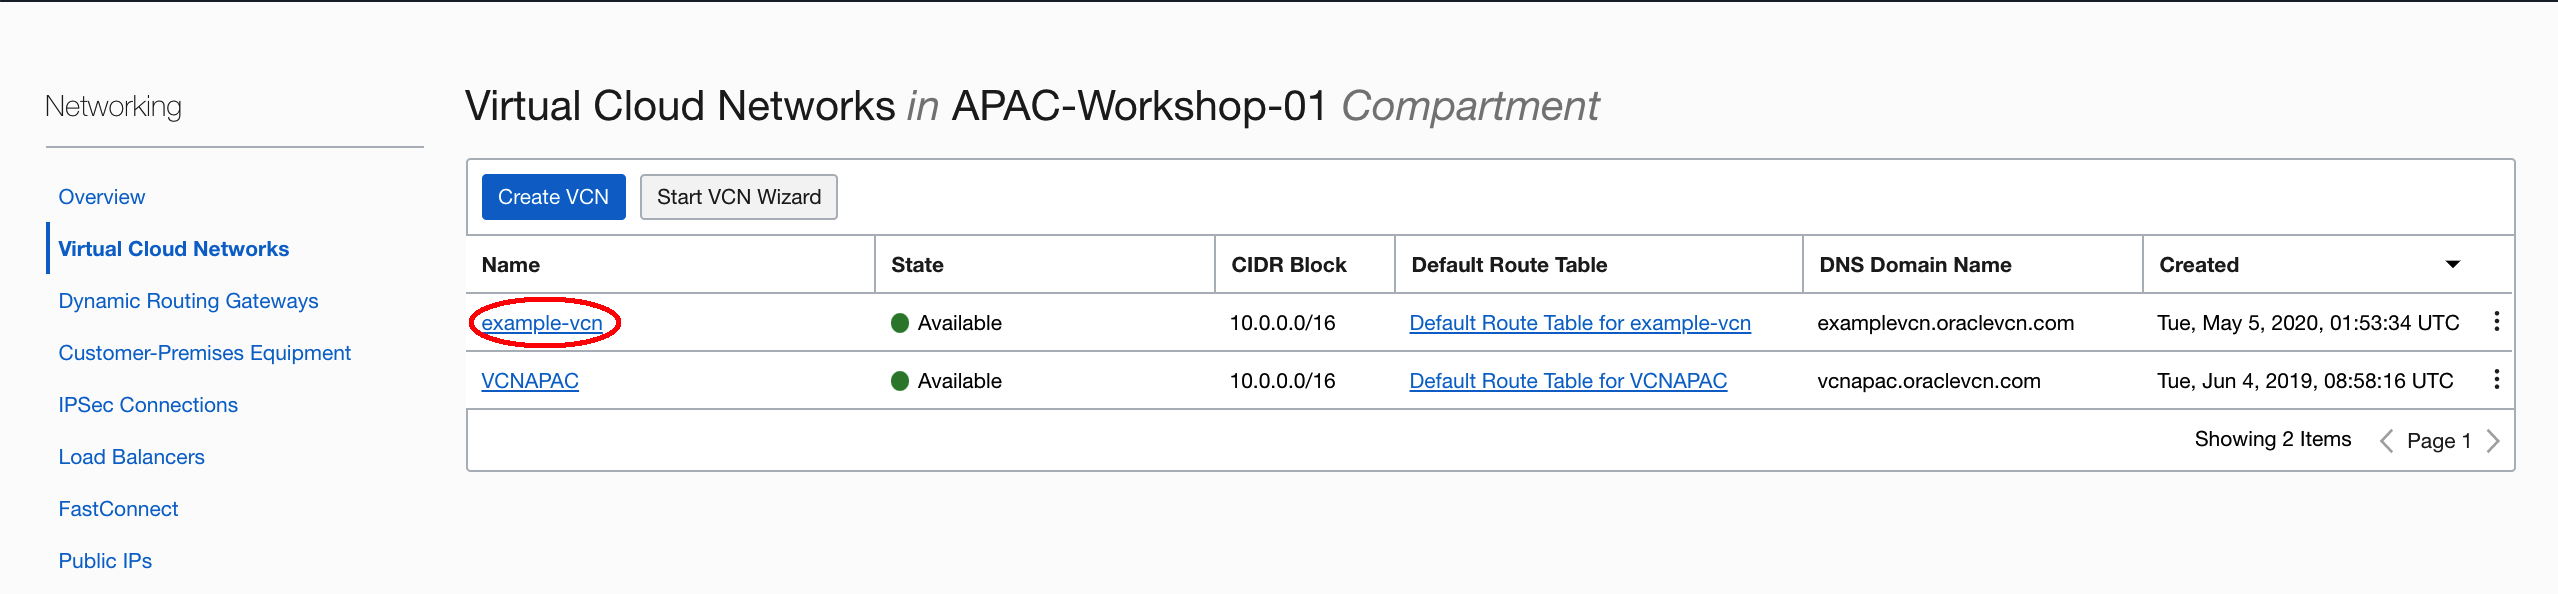 Networking
Overview
Virtual Cloud Networks
Dynamic Routing Gateways
Customer-Premises Equipment
IPSec Connections
Load Balancers
FastConnect
Public IPs
Virtual Cloud Networks in APAC-Workshop-01 Compartment
Create VCN Start VCN Wizard
Name State CIDR Block Default Route Table DNS Domain Name Created
example-vcn Available 10.0.0.0/16 Default Route Table for example-vcn examplevcn.oraclevcn.com Tue, May 5, 2020, 01:53:34 UTC
VCNAPAC Available 10.0.0.0/16 Default Route Table for VCNAPAC vcnapac.oraclevcn.com Tue, Jun 4, 2019, 08:58:16 UTC
Showing 2 Items Page 1